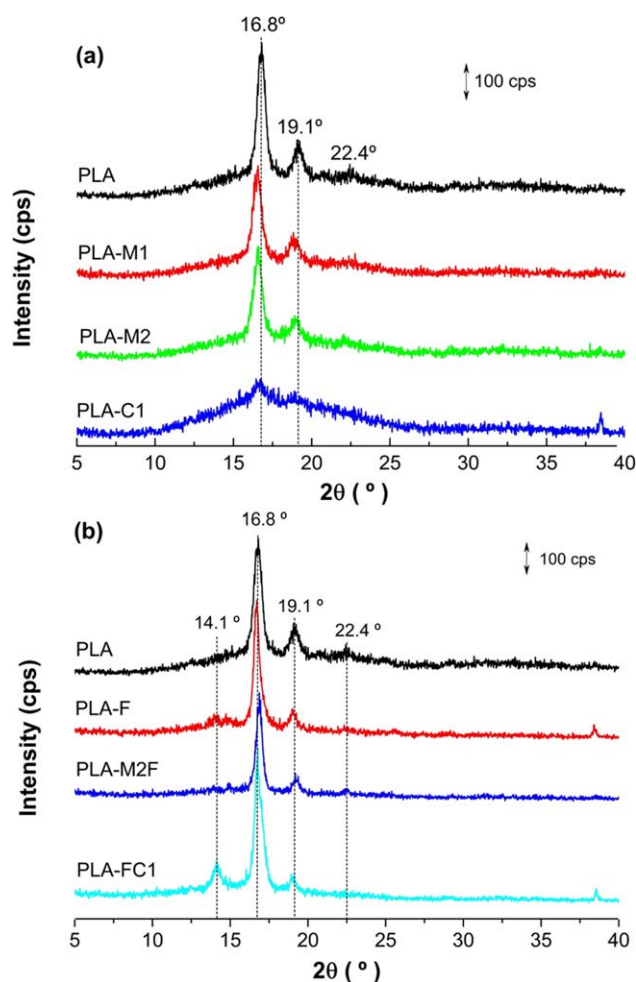 (a)
16.8º
100 cps
19.1º
22.4º
PLA
PLA-M1
PLA-M2
PLA-C1
Intensity (cps)
5 10 15 20 25 30 35 40
2θ ( º )
(b)
16.8 º
100 cps
14.1 º
19.1 º
22.4 º
PLA
PLA-F
PLA-M2F
PLA-FC1
Intensity (cps)
5 10 15 20 25 30 35 40
2θ ( º )